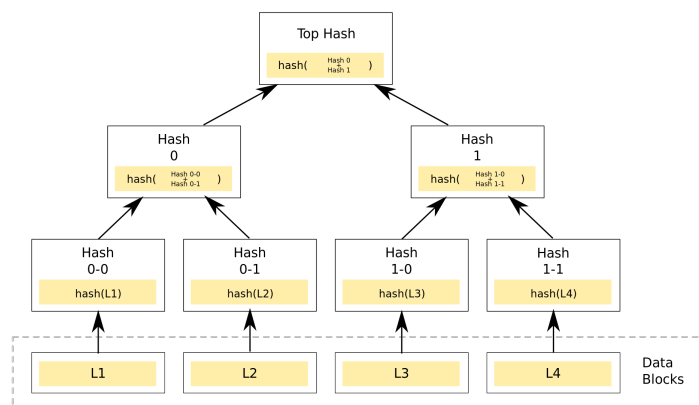 Top Hash
hash( Hash 0 + Hash 1 )
Hash
0
hash( Hash 0-0 + Hash 0-1 )
Hash
1
hash( Hash 1-0 + Hash 1-1 )
Hash
0-0
hash(L1)
Hash
0-1
hash(L2)
Hash
1-0
hash(L3)
Hash
1-1
hash(L4)
L1
L2
L3
L4
Data
Blocks